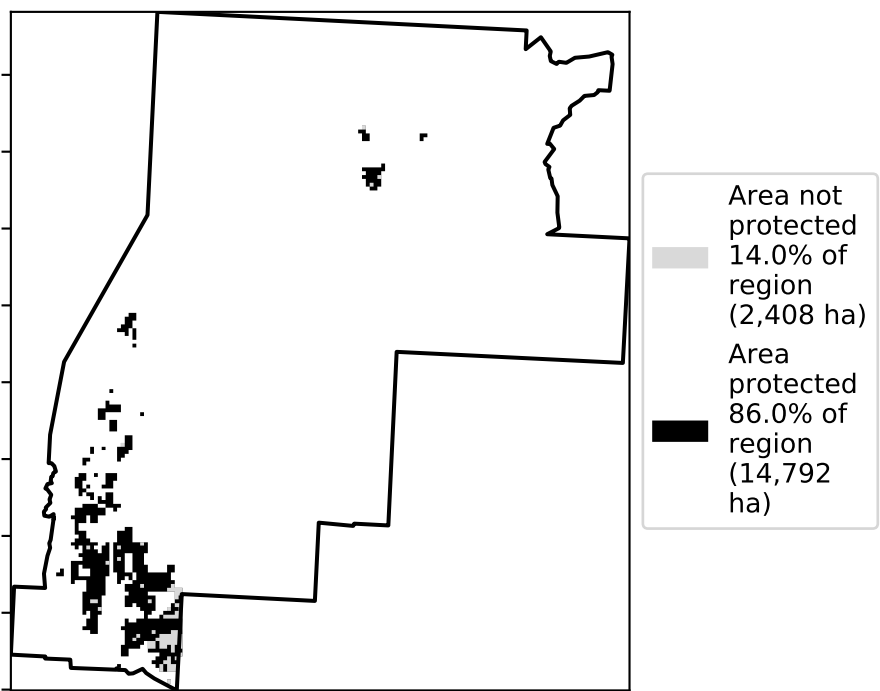 Area not
protected
14.0% of
region
(2,408 ha)
Area
protected
86.0% of
region
(14,792
ha)